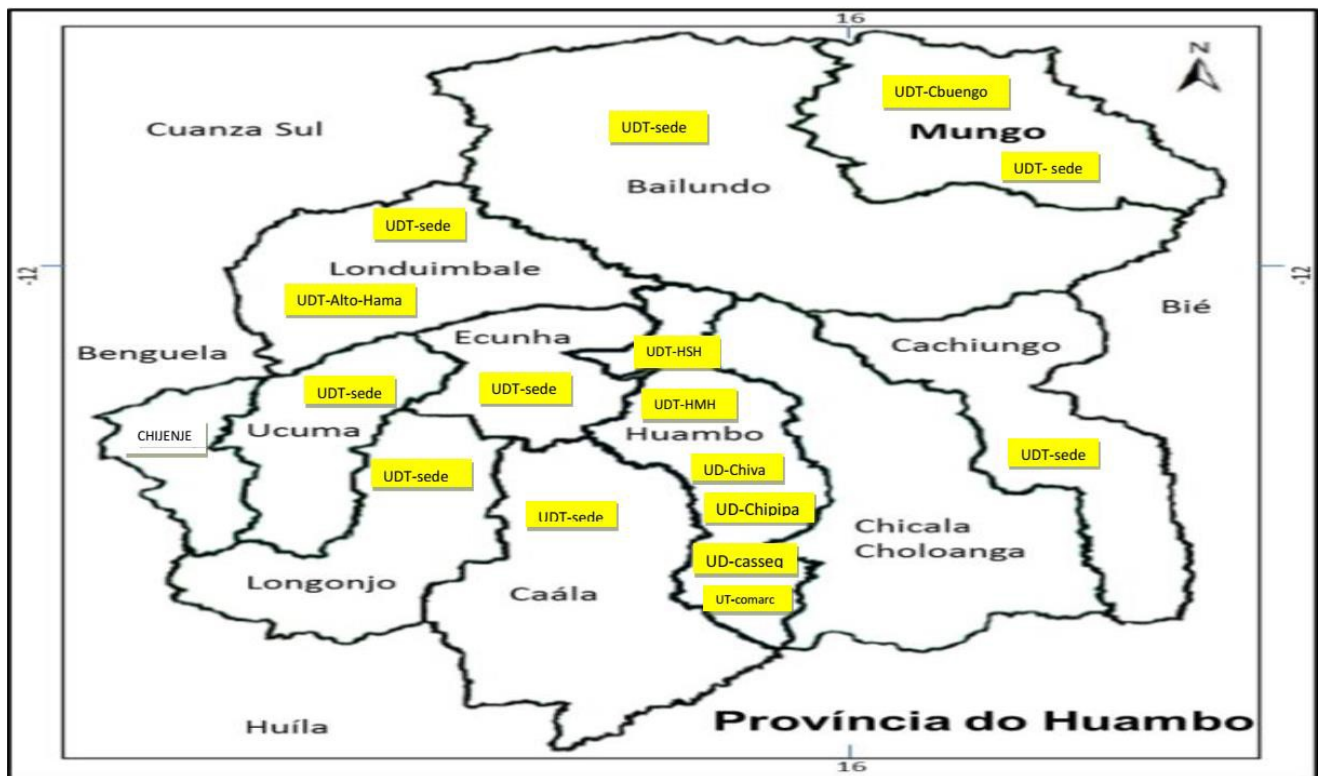 16
N
UDT-Cbuengo
Cuanza Sul
UDT-sede
Mungo
UDT- sede
Bailundo
UDT-sede
Londuimbale
-12
-12
UDT-Alto-Hama
Bié
Ecunha
Cachiungo
Benguela
UDT-HSH
UDT-sede
UDT-sede
UDT-HMH
CHIJENJE
Ucuma
Huambo
UDT-sede
UD-Chiva
UDT-sede
UD-Chipipa
UDT-sede
Chicala
Choloanga
UD-casseq
Longonjo
Caála
UT-comarc
Província do Huambo
Huíla
16